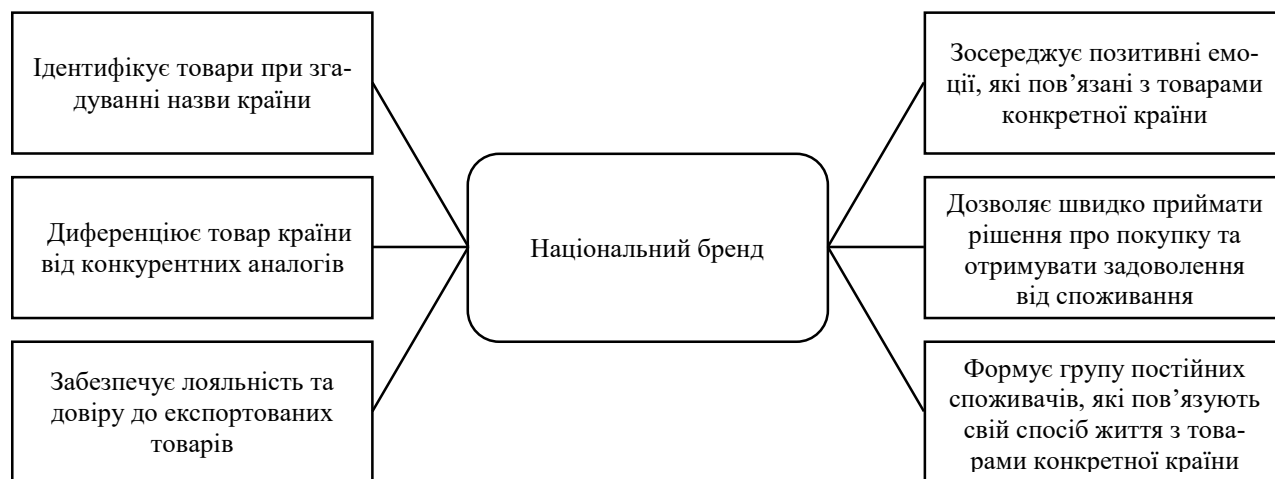 Ідентифікує товари при зга-
дуванні назви країни
Диференціює товар країни
від конкурентних аналогів
Забезпечує лояльність та
довіру до експортованих
товарів
Національний бренд
Зосереджує позитивні емо-
ції, які пов’язані з товарами
конкретної країни
Дозволяє швидко приймати
рішення про покупку та
отримувати задоволення
від споживання
Формує групу постійних
споживачів, які пов’язують
свій спосіб життя з това-
рами конкретної країни